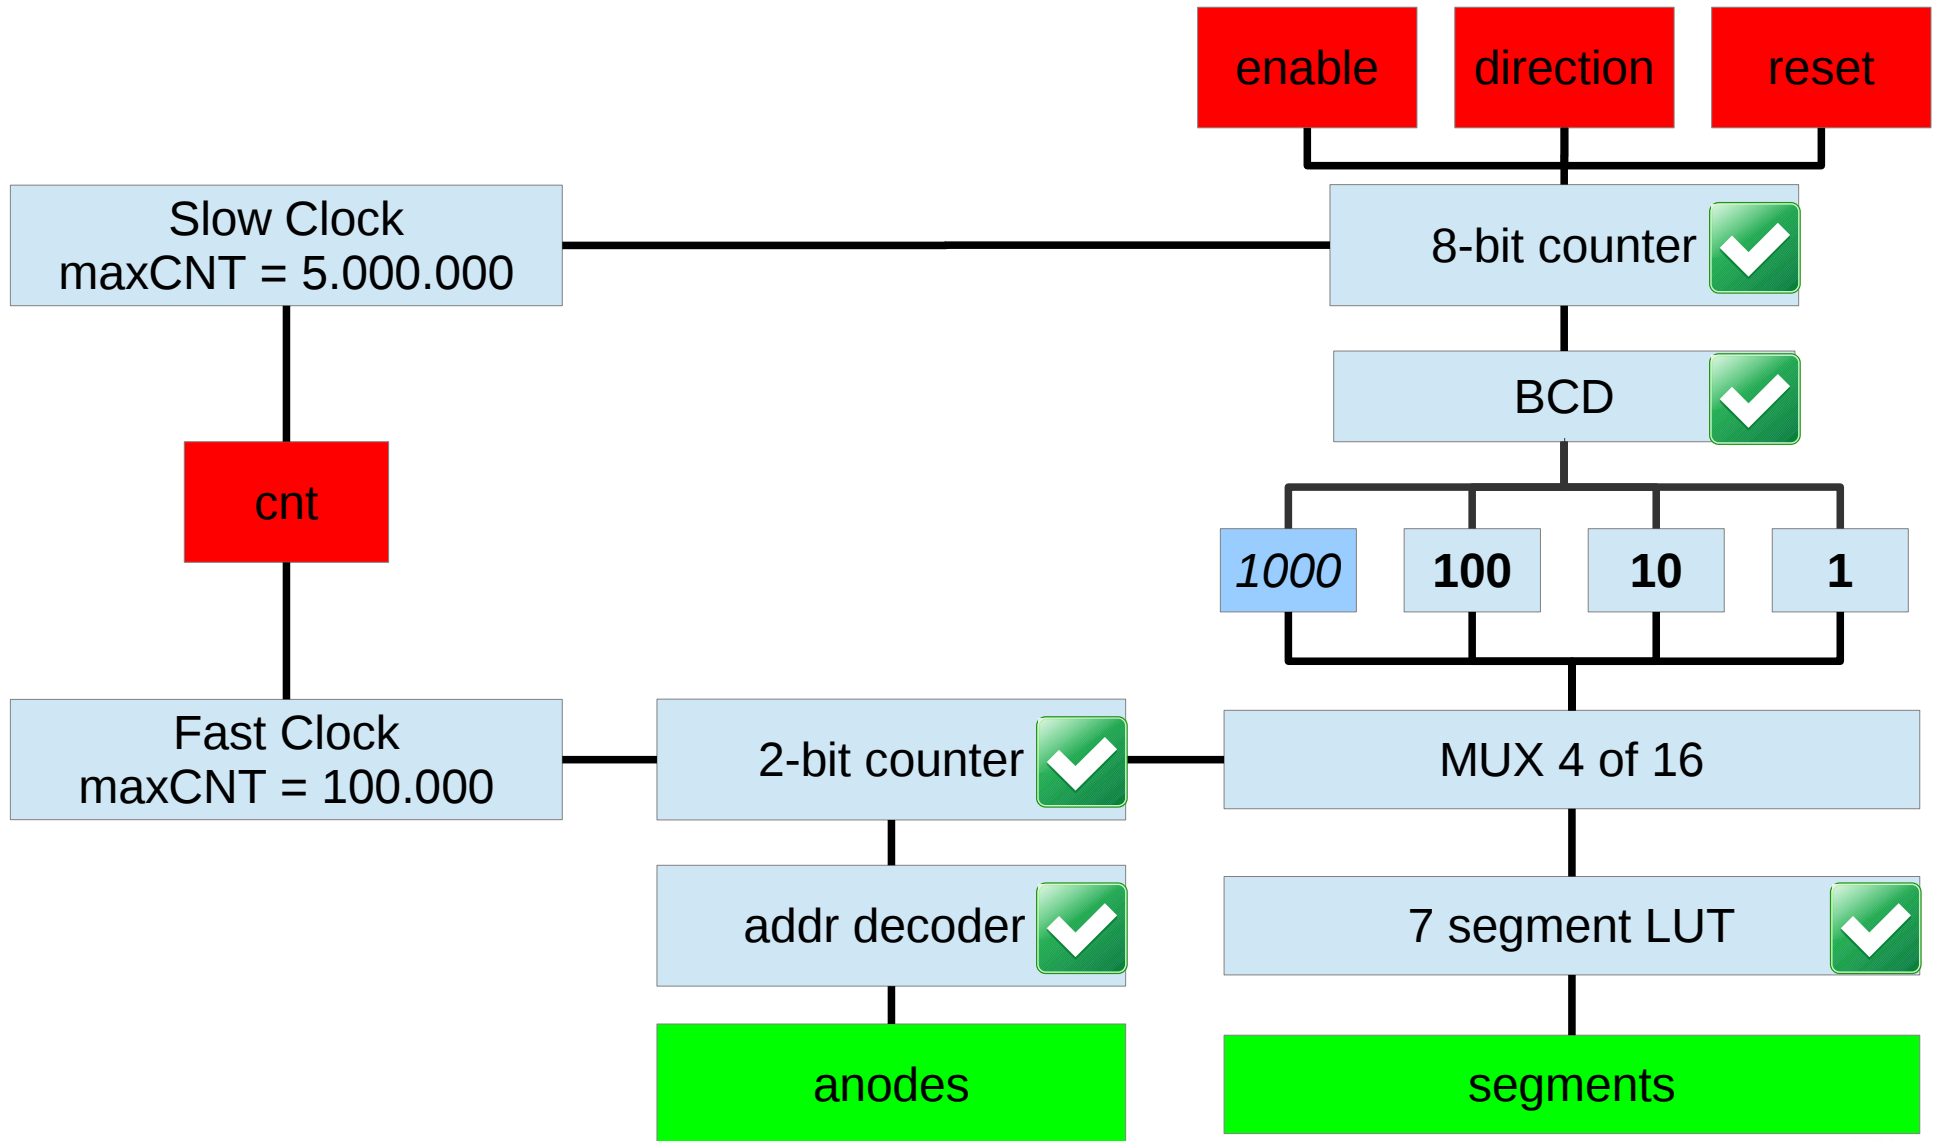 enable
direction
reset
Slow Clock
maxCNT = 5.000.000
8-bit counter
BCD
cnt
1000
100
10
1
Fast Clock
maxCNT = 100.000
2-bit counter
MUX 4 of 16
addr decoder
7 segment LUT
anodes
segments